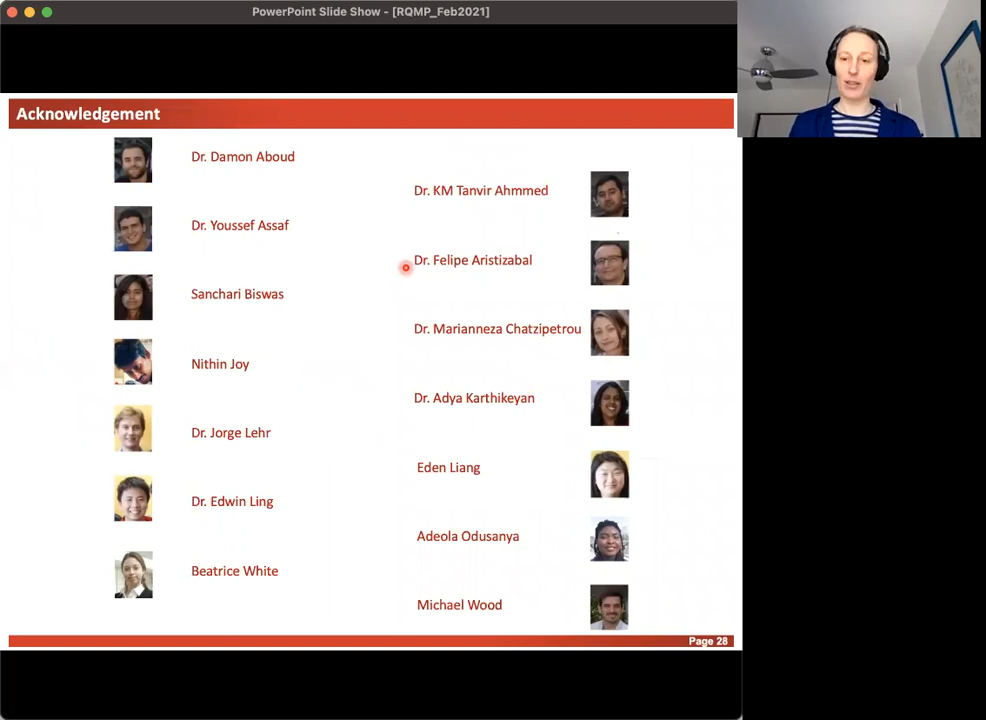 PowerPoint Slide Show - [RQMP_Feb2021]
Acknowledgement
Dr. Damon Aboud
Dr. Youssef Assaf
Sanchari Biswas
Nithin Joy
Dr. Jorge Lehr
Dr. Edwin Ling
Beatrice White
Dr. KM Tanvir Ahmmed
Dr. Felipe Aristizabal
Dr. Marianneza Chatzipetrou
Dr. Adya Karthikeyan
Eden Liang
Adeola Odusanya
Michael Wood
Page 28